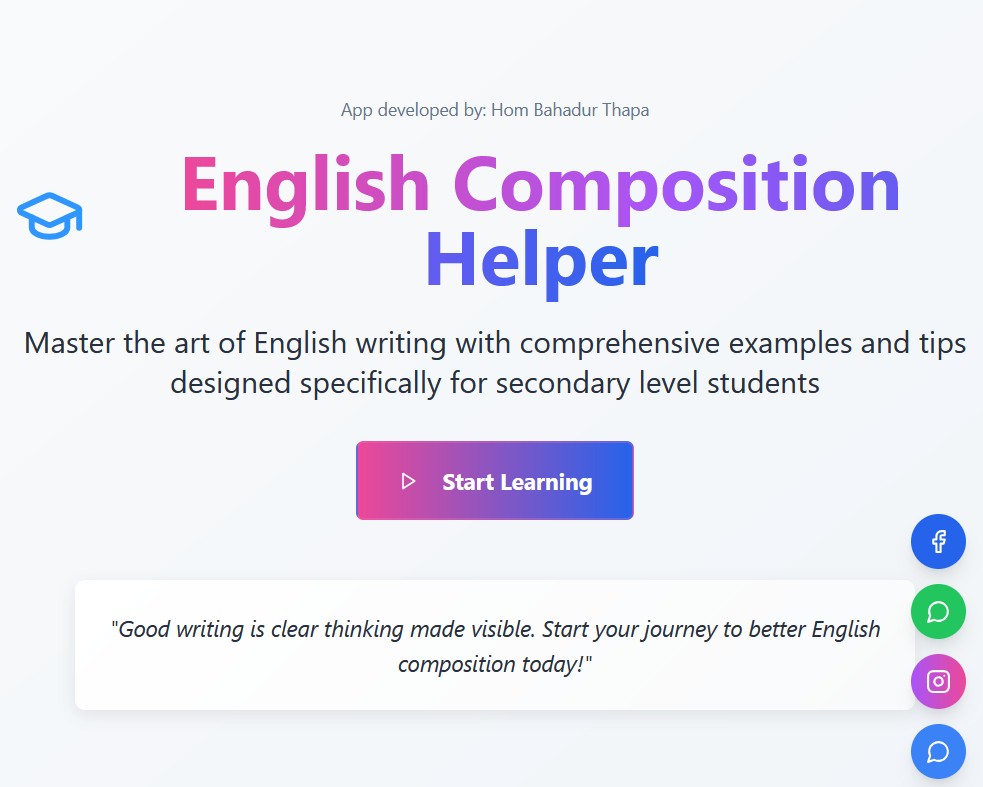 App developed by: Hom Bahadur Thapa
English Composition
Helper
Master the art of English writing with comprehensive examples and tips
designed specifically for secondary level students
Start Learning
"Good writing is clear thinking made visible. Start your journey to better English
composition today!"